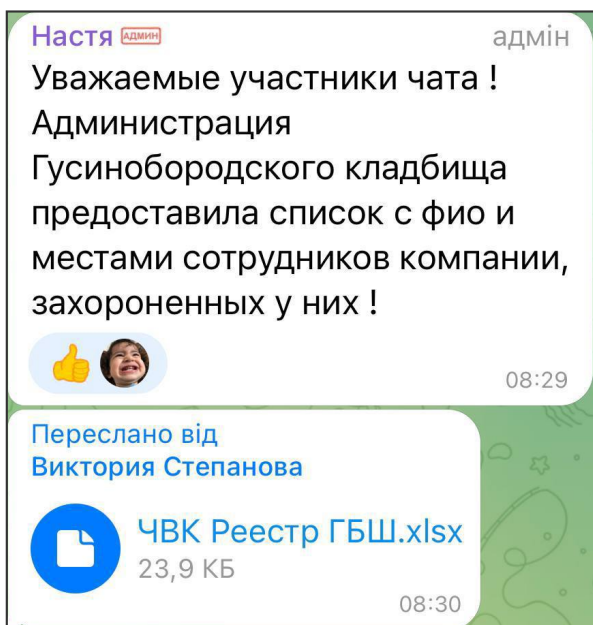 Настя АДМИН адмін
Уважаемые участники чата !
Администрация
Гусинобородского кладбища
предоставила список с фио и
местами сотрудников компании,
захороненных у них !
08:29
Переслано від
Виктория Степанова
ЧВК Реестр ГБШ.xlsx
23,9 КБ
08:30